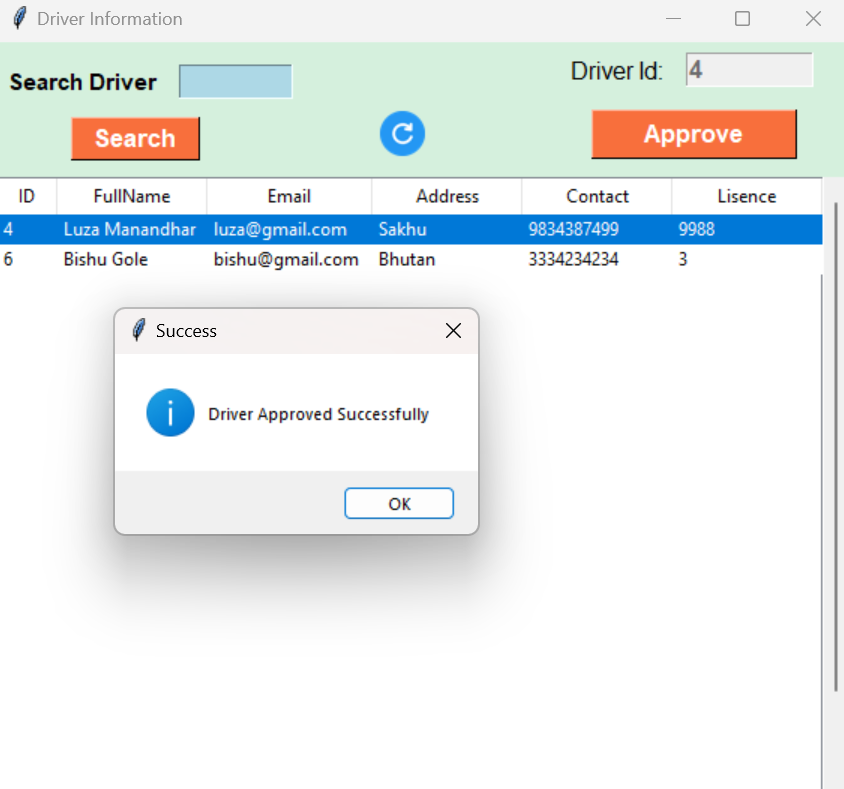 Driver Information
Search Driver
Driver Id: 4
Search
Approve
ID FullName Email Address Contact Lisence
4 Luza Manandhar luza@gmail.com Sakhu 9834387499 9988
6 Bishu Gole bishu@gmail.com Bhutan 3334234234 3
Success
Driver Approved Successfully
OK